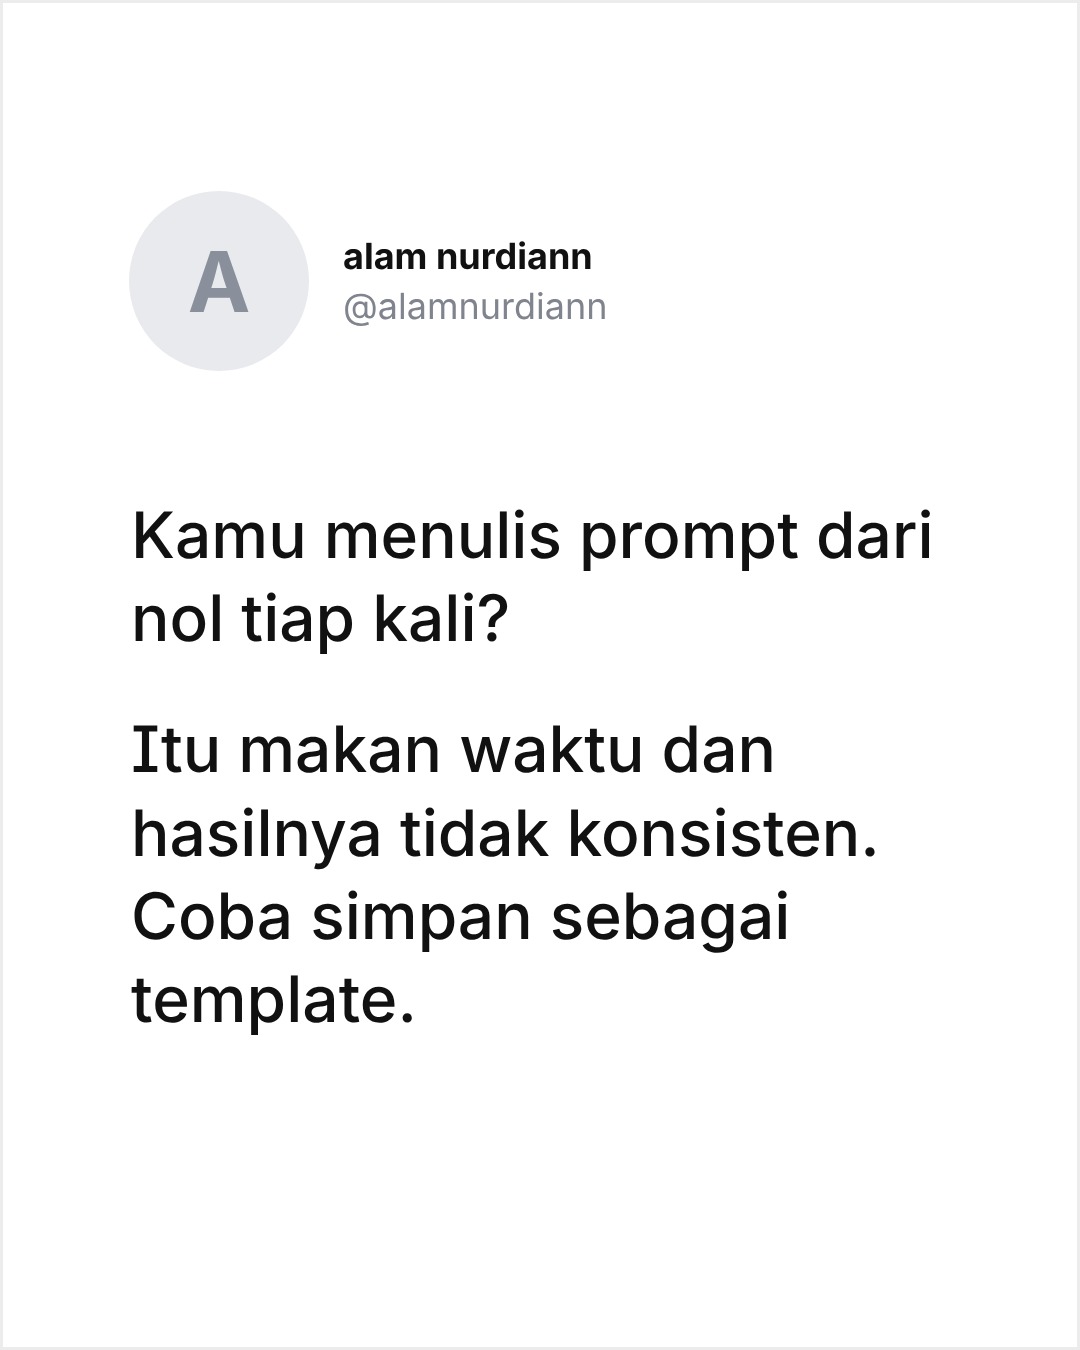 A
alam nurdiann
@alamnurdiann
Kamu menulis prompt dari
nol tiap kali?
Itu makan waktu dan
hasilnya tidak konsisten.
Coba simpan sebagai
template.